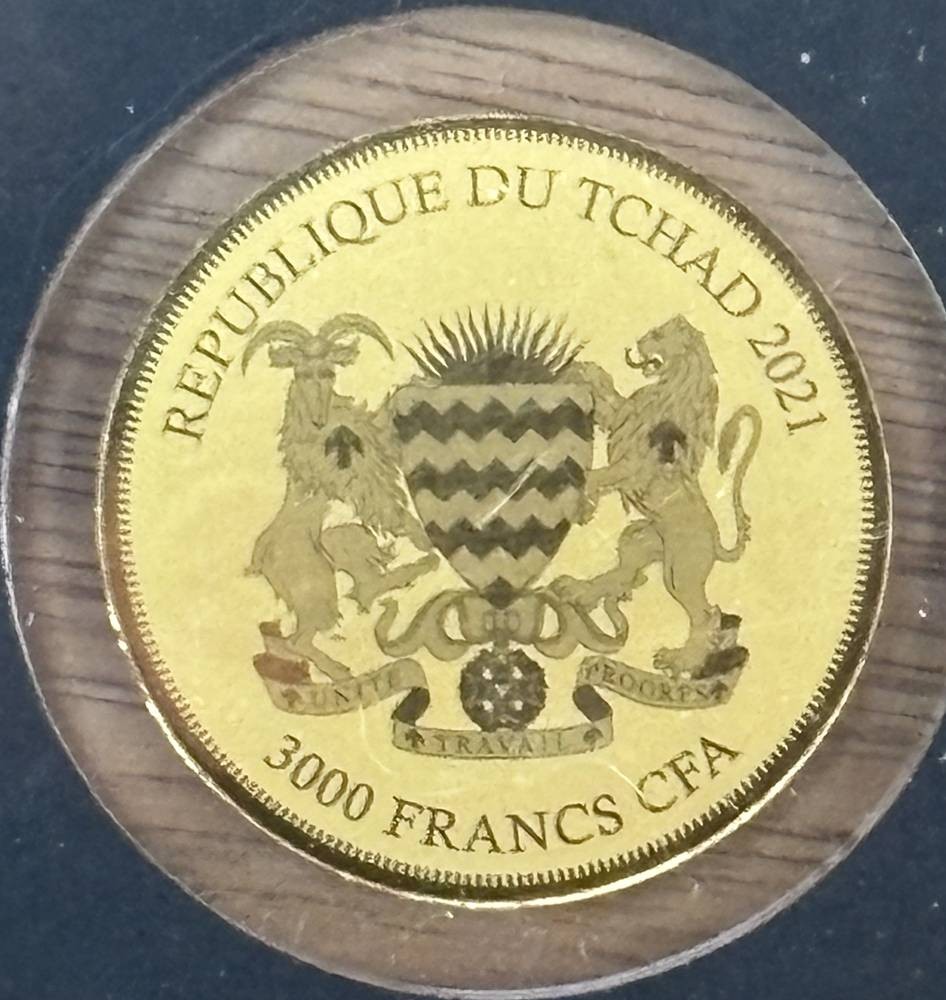 REPUBLIQUE DU TCHAD 2021
UNITE
TRAVAIL
PROGRES
3000 FRANCS CFA